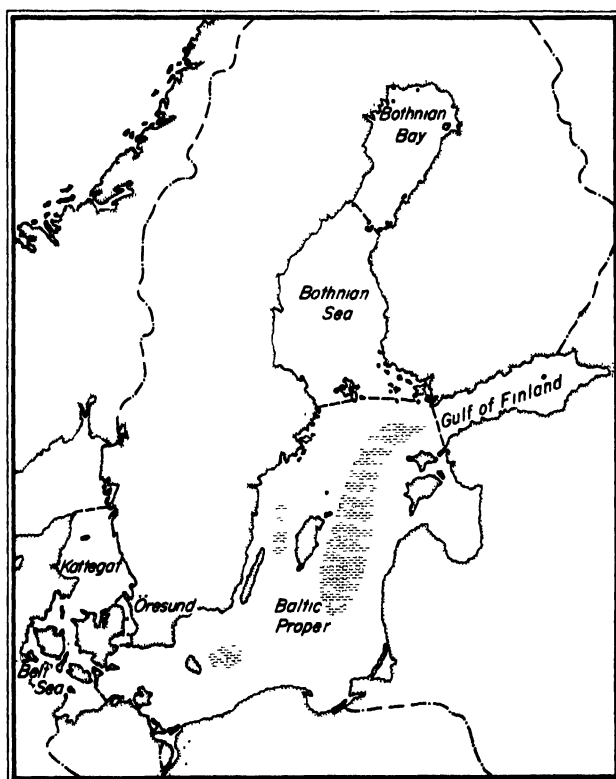 Bothnian
Bay
Bothnian
Sea
Gulf of Finland
Kattegat
Öresund
Baltic
Proper
Belt
Sea